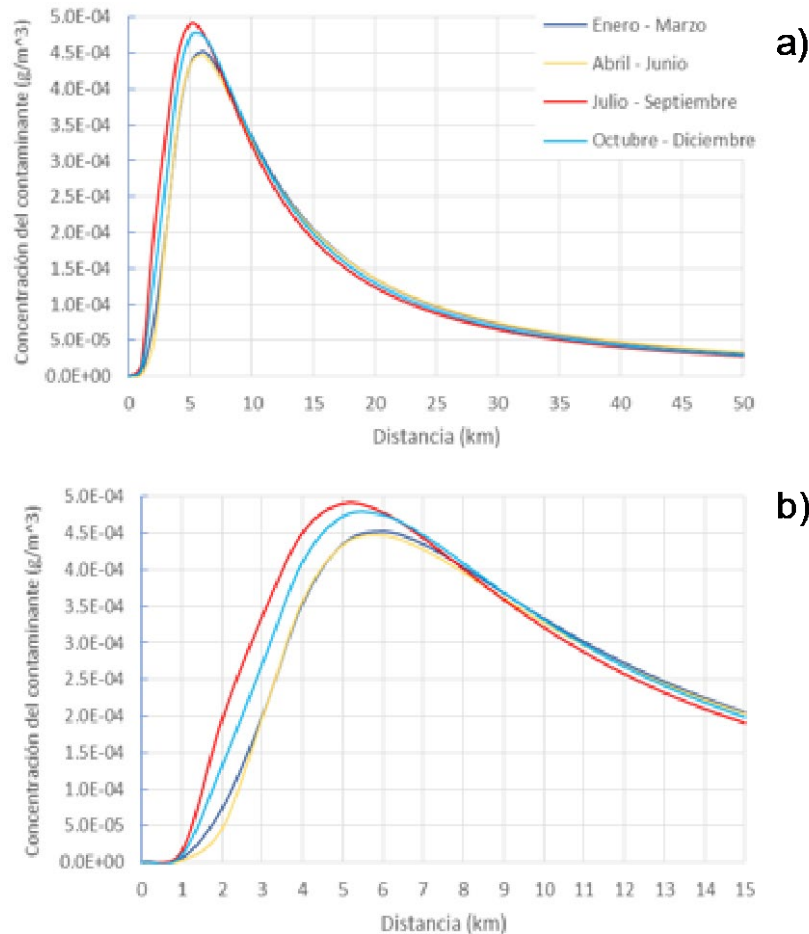 a)
Concentración del contaminante (g/m^3)
5.0E-04
4.5E-04
4.0E-04
3.5E-04
3.0E-04
2.5E-04
2.0E-04
1.5E-04
1.0E-04
5.0E-05
0.0E+00
Enero - Marzo
Abril - Junio
Julio - Septiembre
Octubre - Diciembre
0 5 10 15 20 25 30 35 40 45 50
Distancia (km)
b)
Concentración del contaminante (g/m^3)
5.0E-04
4.5E-04
4.0E-04
3.5E-04
3.0E-04
2.5E-04
2.0E-04
1.5E-04
1.0E-04
5.0E-05
0.0E+00
0 1 2 3 4 5 6 7 8 9 10 11 12 13 14 15
Distancia (km)